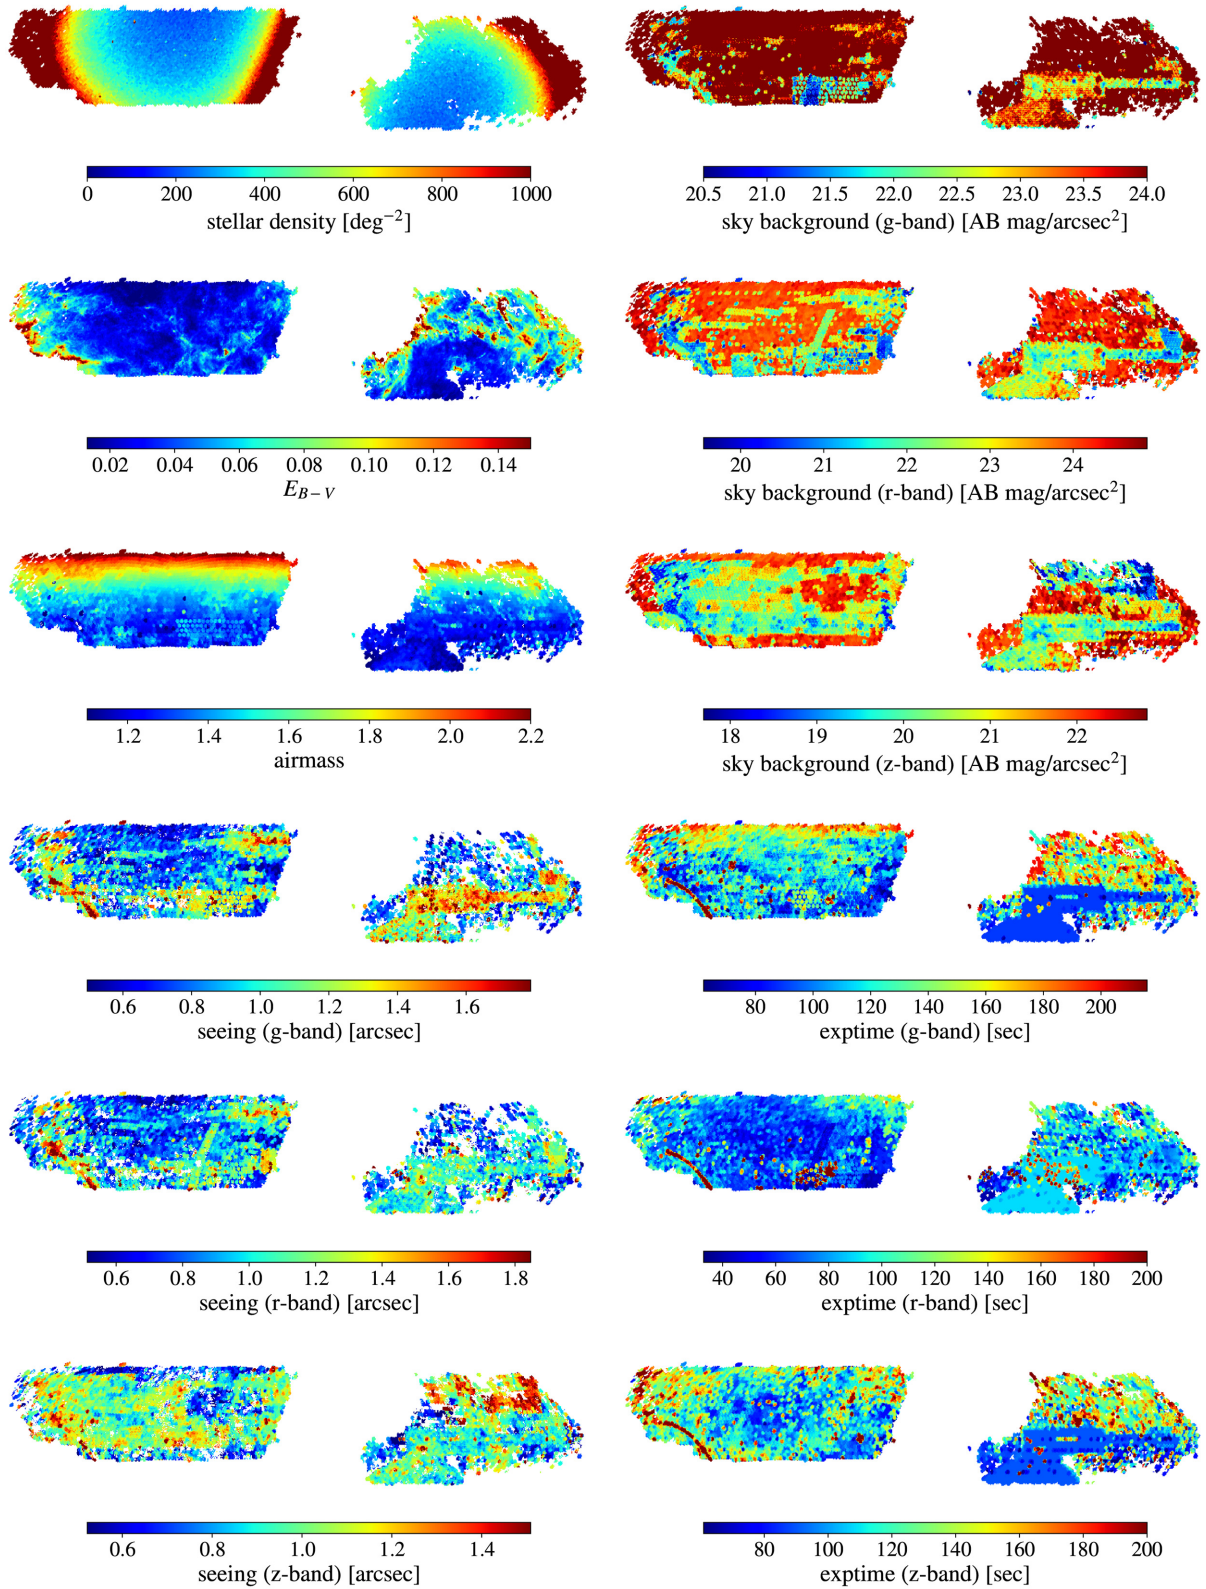 0 200 400 600 800 1000
stellar density [deg⁻²]
20.5 21.0 21.5 22.0 22.5 23.0 23.5 24.0
sky background (g-band) [AB mag/arcsec²]
0.02 0.04 0.06 0.08 0.10 0.12 0.14
E_{B−V}
20 21 22 23 24
sky background (r-band) [AB mag/arcsec²]
1.2 1.4 1.6 1.8 2.0 2.2
airmass
18 19 20 21 22
sky background (z-band) [AB mag/arcsec²]
0.6 0.8 1.0 1.2 1.4 1.6
seeing (g-band) [arcsec]
80 100 120 140 160 180 200
exptime (g-band) [sec]
0.6 0.8 1.0 1.2 1.4 1.6 1.8
seeing (r-band) [arcsec]
40 60 80 100 120 140 160 180 200
exptime (r-band) [sec]
0.6 0.8 1.0 1.2 1.4
seeing (z-band) [arcsec]
80 100 120 140 160 180 200
exptime (z-band) [sec]